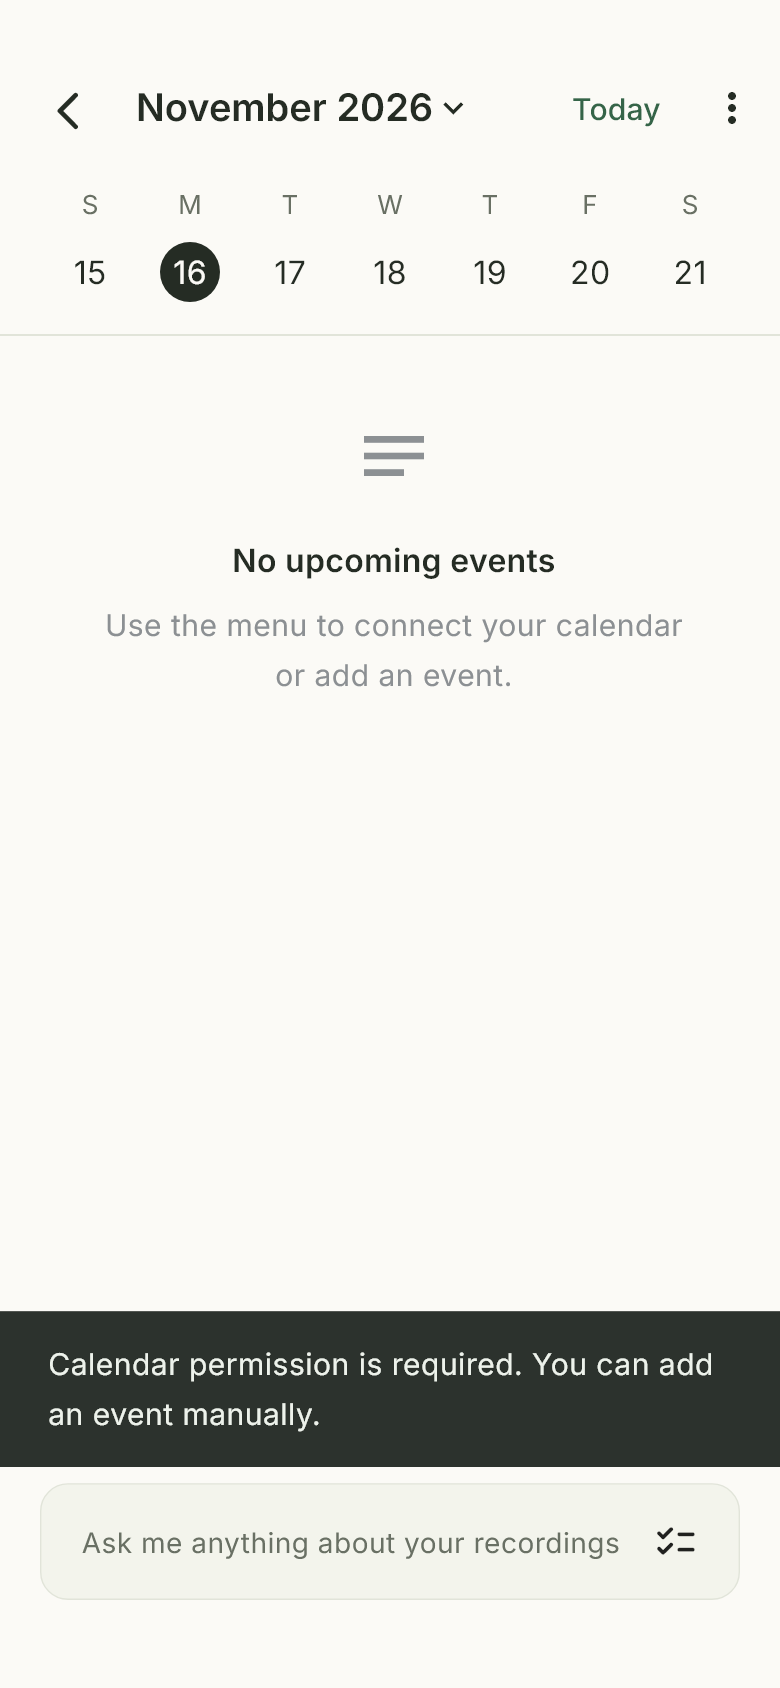 November 2026
Today
S M T W T F S
15 16 17 18 19 20 21
No upcoming events
Use the menu to connect your calendar
or add an event.
Calendar permission is required. You can add
an event manually.
Ask me anything about your recordings